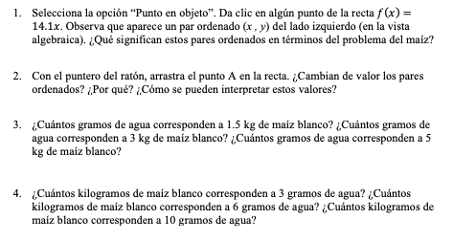 1. Selecciona la opción “Punto en objeto”. Da clic en algún punto de la recta f(x) =
14.1x. Observa que aparece un par ordenado (x , y) del lado izquierdo (en la vista
algebraica). ¿Qué significan estos pares ordenados en términos del problema del maíz?
2. Con el puntero del ratón, arrastra el punto A en la recta. ¿Cambian de valor los pares
ordenados? ¿Por qué? ¿Cómo se pueden interpretar estos valores?
3. ¿Cuántos gramos de agua corresponden a 1.5 kg de maíz blanco? ¿Cuántos gramos de
agua corresponden a 3 kg de maíz blanco? ¿Cuántos gramos de agua corresponden a 5
kg de maíz blanco?
4. ¿Cuántos kilogramos de maíz blanco corresponden a 3 gramos de agua? ¿Cuántos
kilogramos de maíz blanco corresponden a 6 gramos de agua? ¿Cuántos kilogramos de
maíz blanco corresponden a 10 gramos de agua?